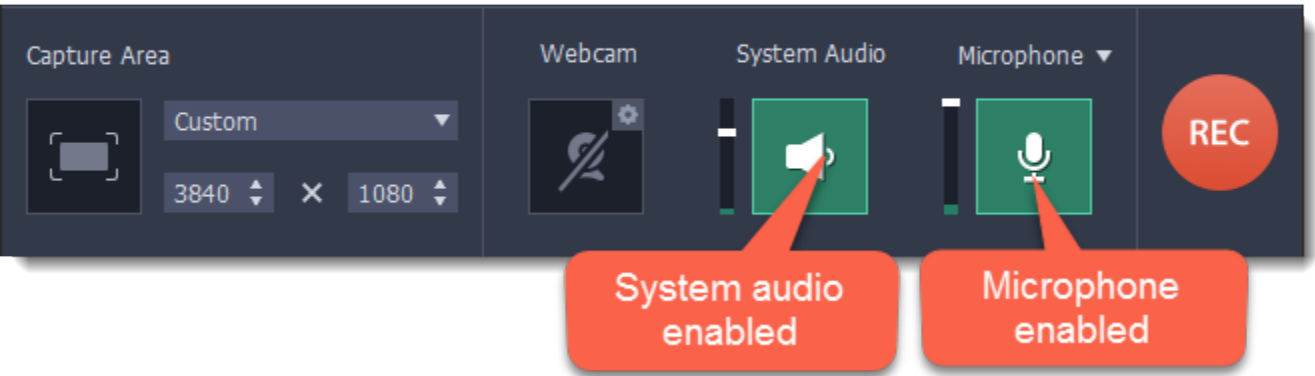 Capture Area
Webcam
System Audio
Microphone
Custom
3840 × 1080
REC
System audio
enabled
Microphone
enabled